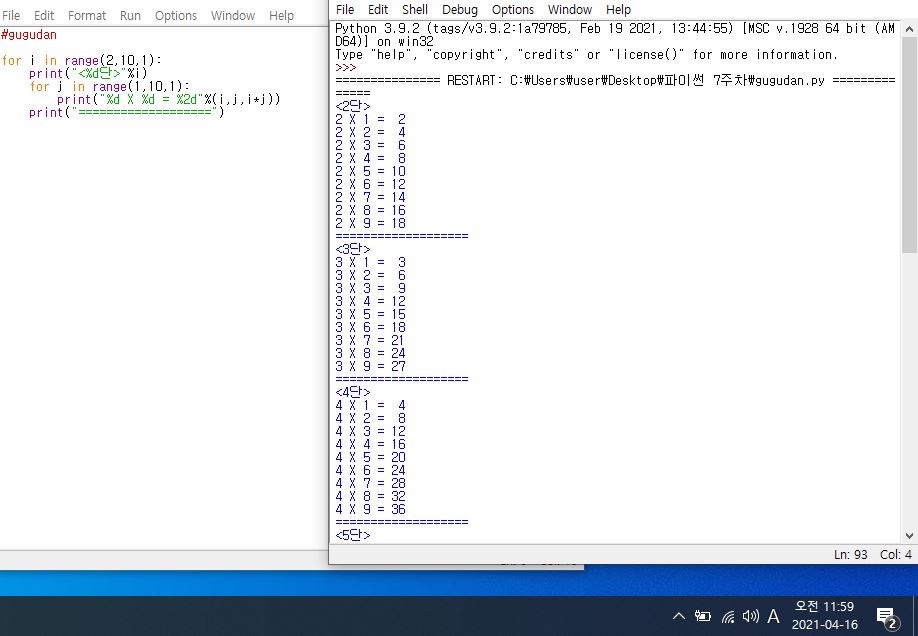 File Edit Format Run Options Window Help
#gugudan
for i in range(2,10,1):
print("<%d단>"%i)
for j in range(1,10,1):
print("%d X %d = %2d"%(i,j,i*j))
print("===================")
File Edit Shell Debug Options Window Help
Python 3.9.2 (tags/v3.9.2:1a79785, Feb 19 2021, 13:44:55) [MSC v.1928 64 bit (AM
D64)] on win32
Type "help", "copyright", "credits" or "license()" for more information.
>>>
=============== RESTART: C:₩Users₩user₩Desktop₩파이썬 7주차₩gugudan.py =========
=====
<2단>
2 X 1 =  2
2 X 2 =  4
2 X 3 =  6
2 X 4 =  8
2 X 5 = 10
2 X 6 = 12
2 X 7 = 14
2 X 8 = 16
2 X 9 = 18
===================
<3단>
3 X 1 =  3
3 X 2 =  6
3 X 3 =  9
3 X 4 = 12
3 X 5 = 15
3 X 6 = 18
3 X 7 = 21
3 X 8 = 24
3 X 9 = 27
===================
<4단>
4 X 1 =  4
4 X 2 =  8
4 X 3 = 12
4 X 4 = 16
4 X 5 = 20
4 X 6 = 24
4 X 7 = 28
4 X 8 = 32
4 X 9 = 36
===================
<5단>
Ln: 93 Col: 4
A
오전 11:59
2021-04-16
2